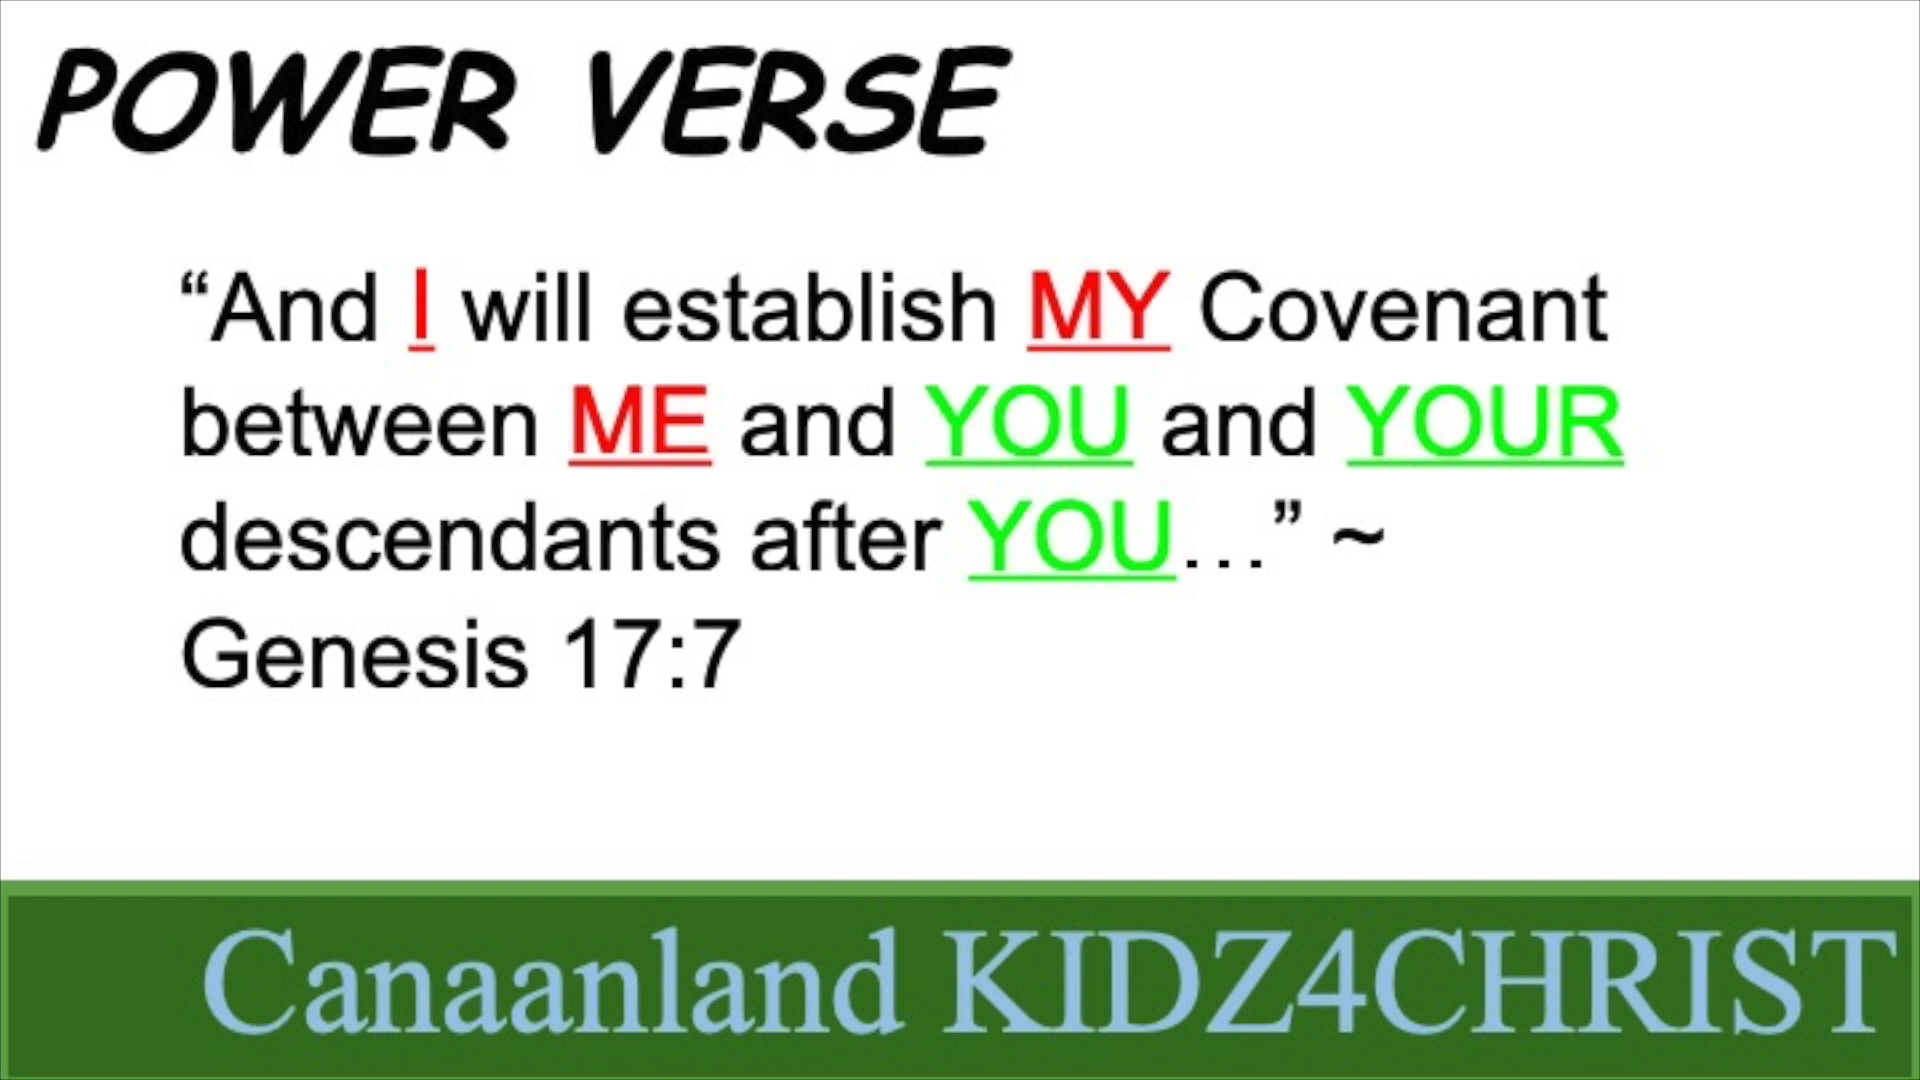 POWER VERSE
“And I will establish MY Covenant
between ME and YOU and YOUR
descendants after YOU…” ~
Genesis 17:7
Canaanland KIDZ4CHRIST